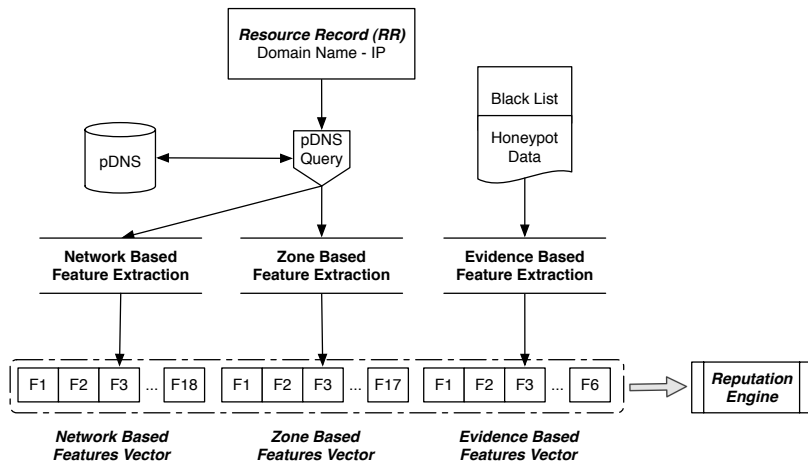 Resource Record (RR)
Domain Name - IP
Black List
Honeypot
Data
pDNS
pDNS
Query
Network Based
Feature Extraction
Zone Based
Feature Extraction
Evidence Based
Feature Extraction
F1 F2 F3 ... F18
F1 F2 F3 ... F17
F1 F2 F3 ... F6
Reputation
Engine
Network Based
Features Vector
Zone Based
Features Vector
Evidence Based
Features Vector